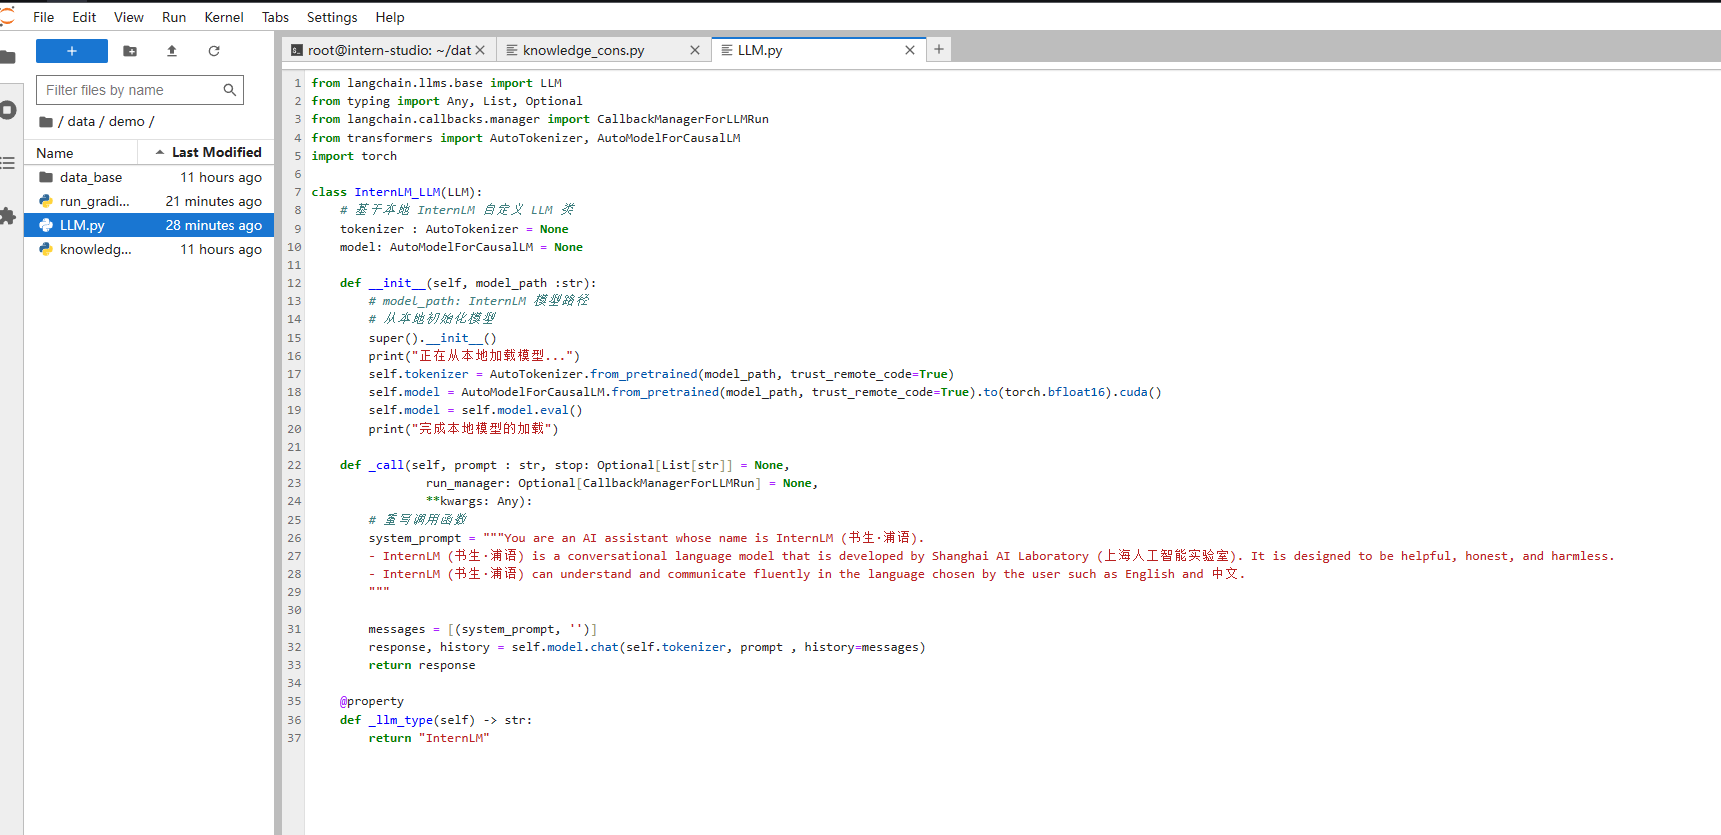 File Edit View Run Kernel Tabs Settings Help
root@intern-studio: ~/dat
knowledge_cons.py
LLM.py
Filter files by name
/ data / demo /
Name Last Modified
data_base 11 hours ago
run_gradi... 21 minutes ago
LLM.py 28 minutes ago
knowledg... 11 hours ago
1 from langchain.llms.base import LLM
2 from typing import Any, List, Optional
3 from langchain.callbacks.manager import CallbackManagerForLLMRun
4 from transformers import AutoTokenizer, AutoModelForCausalLM
5 import torch
6
7 class InternLM_LLM(LLM):
8     # 基于本地 InternLM 自定义 LLM 类
9     tokenizer : AutoTokenizer = None
10     model: AutoModelForCausalLM = None
11
12     def __init__(self, model_path :str):
13         # model_path: InternLM 模型路径
14         # 从本地初始化模型
15         super().__init__()
16         print("正在从本地加载模型...")
17         self.tokenizer = AutoTokenizer.from_pretrained(model_path, trust_remote_code=True)
18         self.model = AutoModelForCausalLM.from_pretrained(model_path, trust_remote_code=True).to(torch.bfloat16).cuda()
19         self.model = self.model.eval()
20         print("完成本地模型的加载")
21
22     def _call(self, prompt : str, stop: Optional[List[str]] = None,
23                 run_manager: Optional[CallbackManagerForLLMRun] = None,
24                 **kwargs: Any):
25         # 重写调用函数
26         system_prompt = """You are an AI assistant whose name is InternLM (书生·浦语).
27         - InternLM (书生·浦语) is a conversational language model that is developed by Shanghai AI Laboratory (上海人工智能实验室). It is designed to be helpful, honest, and harmless.
28         - InternLM (书生·浦语) can understand and communicate fluently in the language chosen by the user such as English and 中文.
29         """
30
31         messages = [(system_prompt, '')]
32         response, history = self.model.chat(self.tokenizer, prompt , history=messages)
33         return response
34
35     @property
36     def _llm_type(self) -> str:
37         return "InternLM"